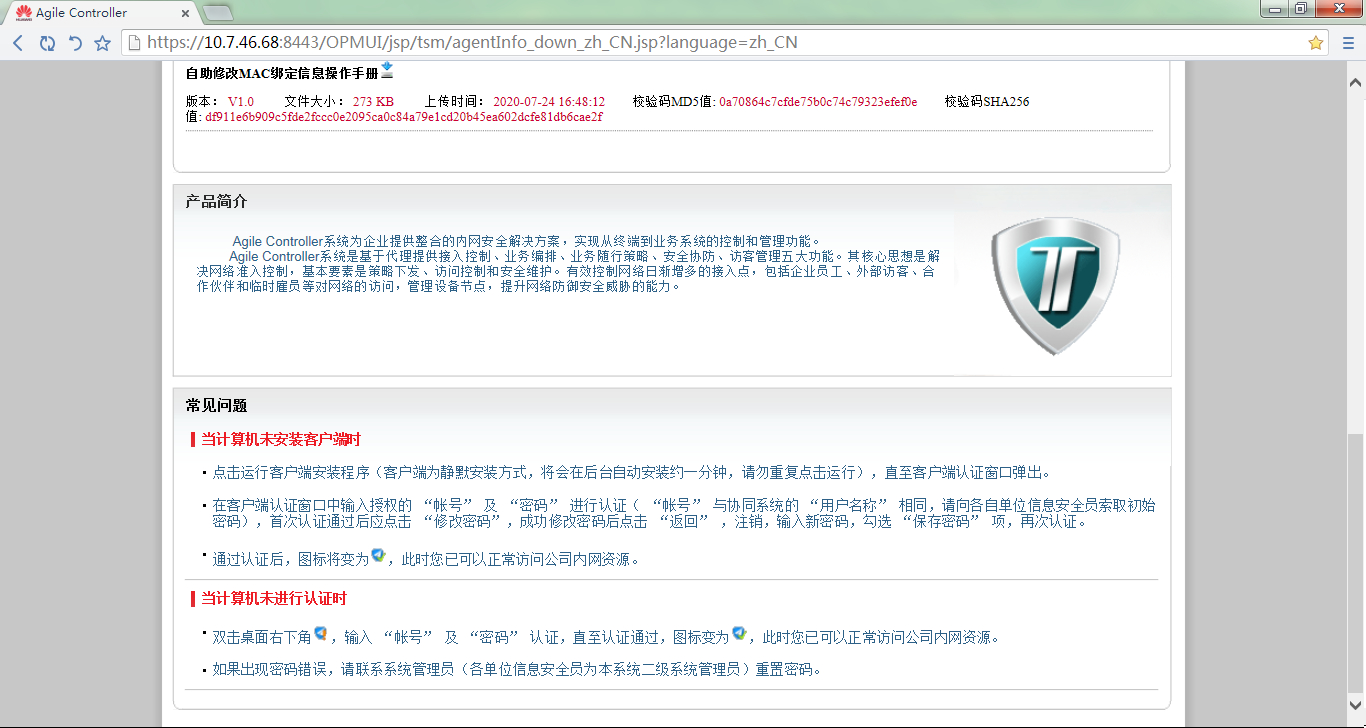 Agile Controller
https://10.7.46.68:8443/OPMUI/jsp/tsm/agentInfo_down_zh_CN.jsp?language=zh_CN
自助修改MAC绑定信息操作手册
版本： V1.0 文件大小： 273 KB 上传时间： 2020-07-24 16:48:12 校验码MD5值: 0a70864c7cfde75b0c74c79323efef0e 校验码SHA256
值: df911e6b909c5fde2fccc0e2095ca0c84a79e1cd20b45ea602dcfe81db6cae2f
产品简介
Agile Controller系统为企业提供整合的内网安全解决方案，实现从终端到业务系统的控制和管理功能。
Agile Controller系统是基于代理提供接入控制、业务编排、业务随行策略、安全协防、访客管理五大功能。其核心思想是解
决网络准入控制，基本要素是策略下发、访问控制和安全维护。有效控制网络日渐增多的接入点，包括企业员工、外部访客、合
作伙伴和临时雇员等对网络的访问，管理设备节点，提升网络防御安全威胁的能力。
常见问题
当计算机未安装客户端时
· 点击运行客户端安装程序（客户端为静默安装方式，将会在后台自动安装约一分钟，请勿重复点击运行），直至客户端认证窗口弹出。
· 在客户端认证窗口中输入授权的 “帐号” 及 “密码” 进行认证（ “帐号” 与协同系统的 “用户名称” 相同，请向各自单位信息安全员索取初始
密码），首次认证通过后应点击 “修改密码”，成功修改密码后点击 “返回” ，注销，输入新密码，勾选 “保存密码” 项，再次认证。
· 通过认证后，图标将变为，此时您已可以正常访问公司内网资源。
当计算机未进行认证时
· 双击桌面右下角，输入 “帐号” 及 “密码” 认证，直至认证通过，图标变为，此时您已可以正常访问公司内网资源。
· 如果出现密码错误，请联系系统管理员（各单位信息安全员为本系统二级系统管理员）重置密码。